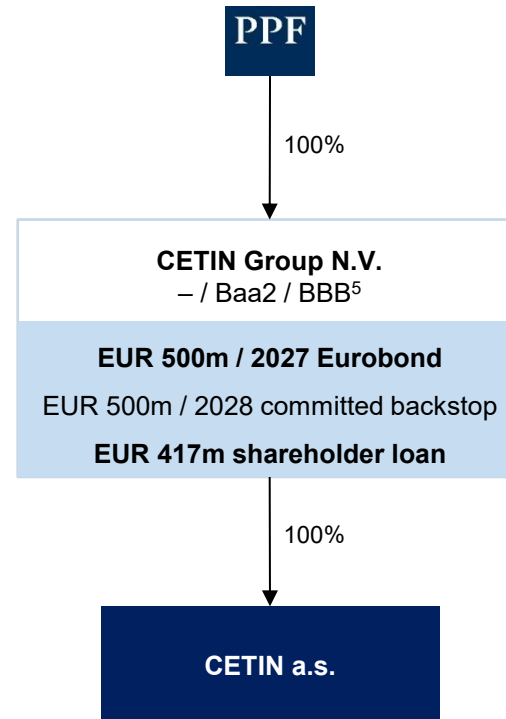 PPF
100%
CETIN Group N.V.
– / Baa2 / BBB⁵
EUR 500m / 2027 Eurobond
EUR 500m / 2028 committed backstop
EUR 417m shareholder loan
100%
CETIN a.s.